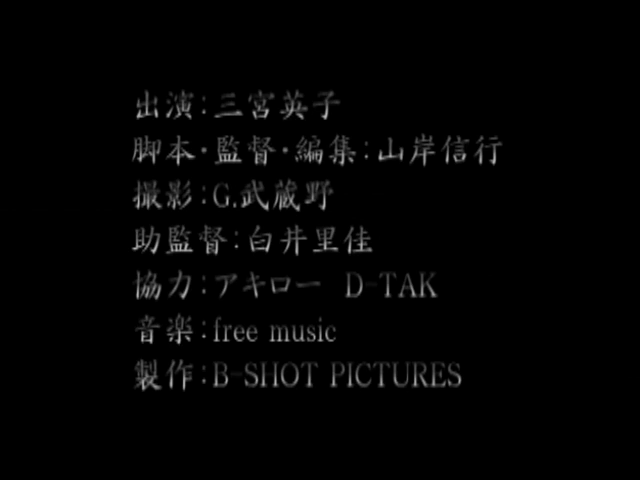 出演：三宮英子
脚本・監督・編集：山岸信行
撮影：G.武蔵野
助監督：白井里佳
協力：アキロー　D-TAK
音楽：free music
製作：B-SHOT PICTURES